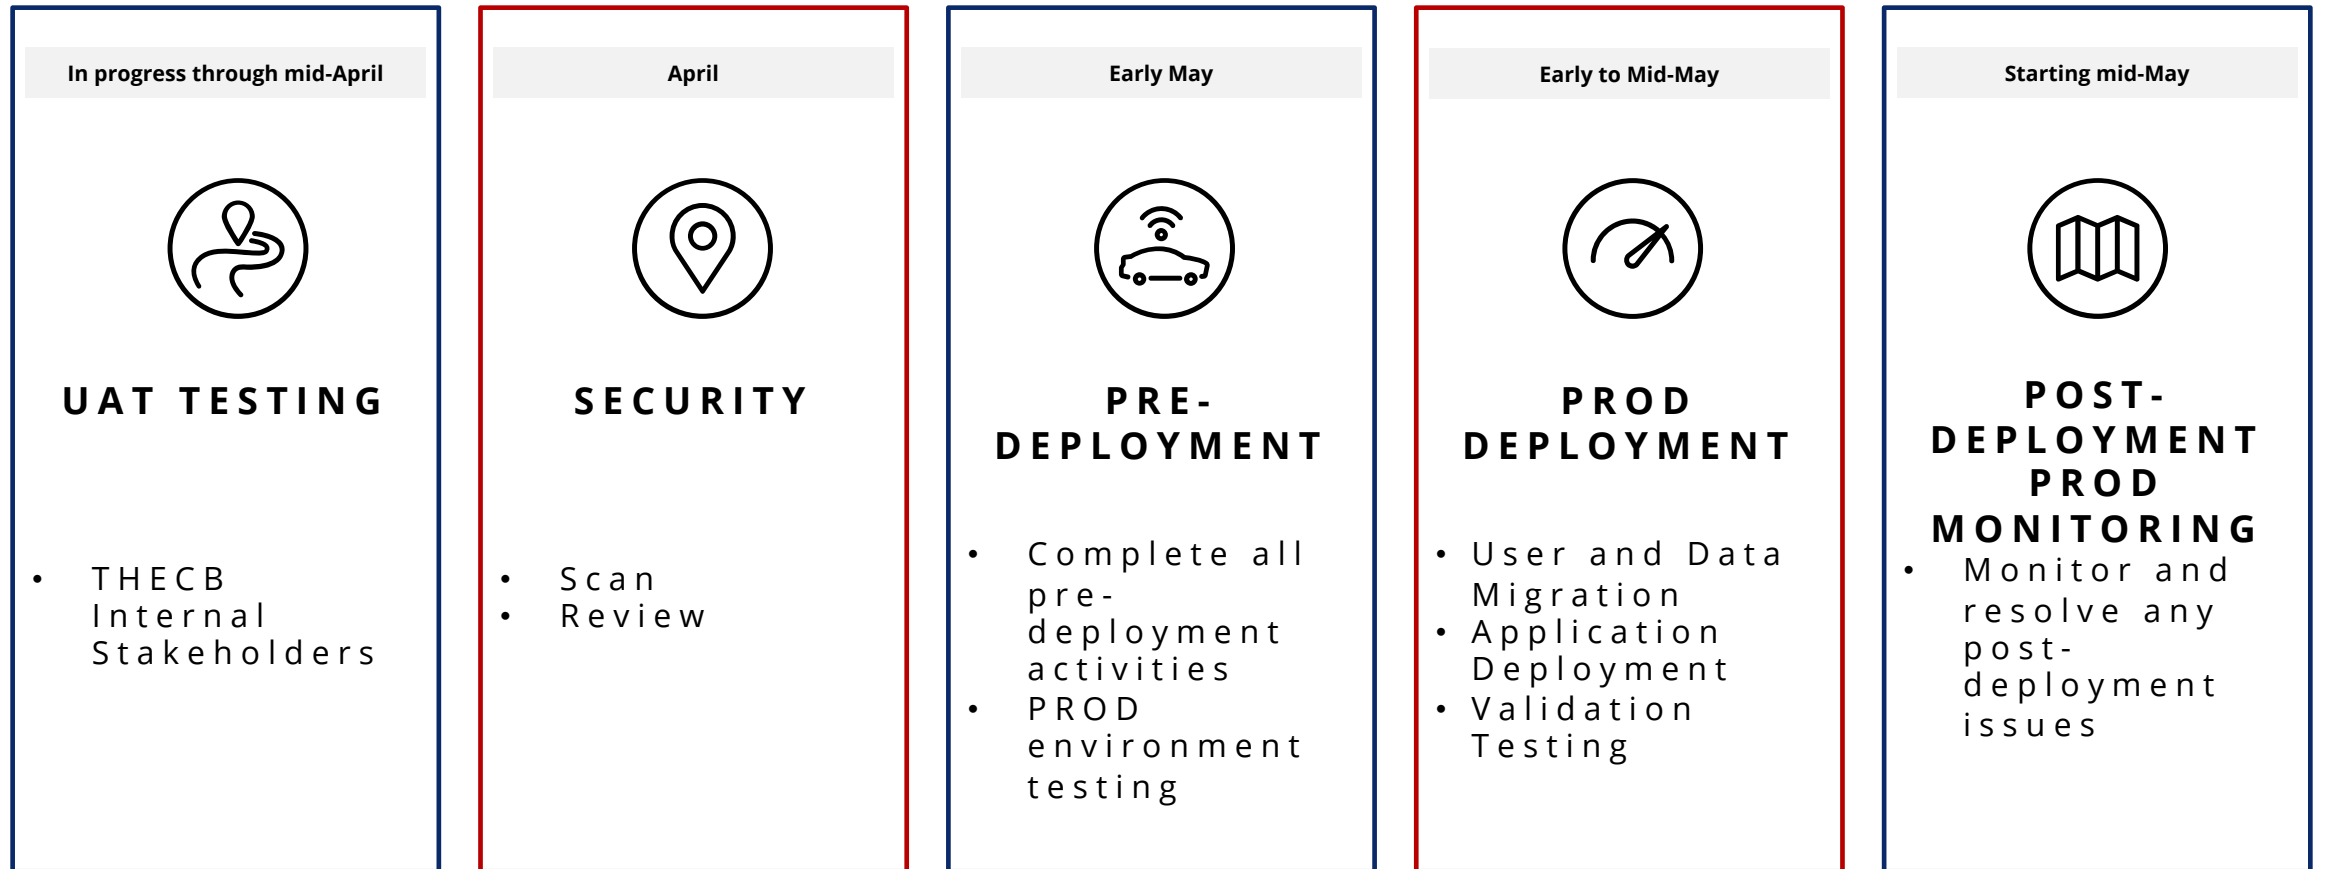 In progress through mid-April
UAT TESTING
• THECB
Internal
Stakeholders
April
SECURITY
• Scan
• Review
Early May
PRE-
DEPLOYMENT
• Complete all
pre-
deployment
activities
• PROD
environment
testing
Early to Mid-May
PROD
DEPLOYMENT
• User and Data
Migration
• Application
Deployment
• Validation
Testing
Starting mid-May
POST-
DEPLOYMENT
PROD
MONITORING
• Monitor and
resolve any
post-
deployment
issues